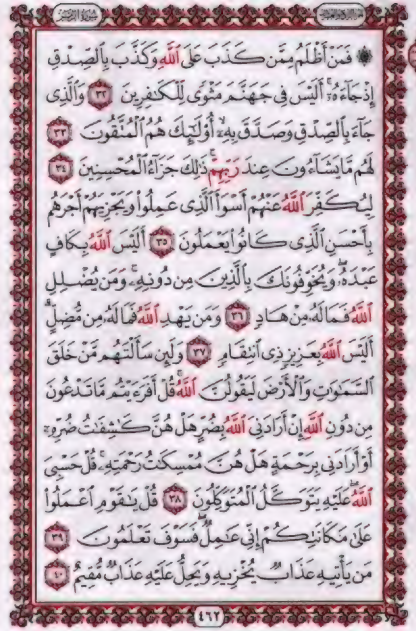 سُورَةُ الزُّمَرِ
۞ فَمَنْ أَظْلَمُ مِمَّن كَذَبَ عَلَى ٱللَّهِ وَكَذَّبَ بِٱلصِّدْقِ
إِذْ جَآءَهُۥٓ ۚ أَلَيْسَ فِى جَهَنَّمَ مَثْوًى لِّلْكَـٰفِرِينَ ٣٢ وَٱلَّذِى
جَآءَ بِٱلصِّدْقِ وَصَدَّقَ بِهِۦٓ ۙ أُو۟لَـٰٓئِكَ هُمُ ٱلْمُتَّقُونَ ٣٣
لَهُم مَّا يَشَآءُونَ عِندَ رَبِّهِمْ ۚ ذَٰلِكَ جَزَآءُ ٱلْمُحْسِنِينَ ٣٤
لِيُكَفِّرَ ٱللَّهُ عَنْهُمْ أَسْوَأَ ٱلَّذِى عَمِلُوا۟ وَيَجْزِيَهُمْ أَجْرَهُم
بِأَحْسَنِ ٱلَّذِى كَانُوا۟ يَعْمَلُونَ ٣٥ أَلَيْسَ ٱللَّهُ بِكَافٍ
عَبْدَهُۥ ۖ وَيُخَوِّفُونَكَ بِٱلَّذِينَ مِن دُونِهِۦ ۚ وَمَن يُضْلِلِ
ٱللَّهُ فَمَا لَهُۥ مِنْ هَادٍ ٣٦ وَمَن يَهْدِ ٱللَّهُ فَمَا لَهُۥ مِن مُّضِلٍّ ۗ
أَلَيْسَ ٱللَّهُ بِعَزِيزٍ ذِى ٱنتِقَامٍ ٣٧ وَلَئِن سَأَلْتَهُم مَّنْ خَلَقَ
ٱلسَّمَـٰوَٰتِ وَٱلْأَرْضَ لَيَقُولُنَّ ٱللَّهُ ۚ قُلْ أَفَرَءَيْتُم مَّا تَدْعُونَ
مِن دُونِ ٱللَّهِ إِنْ أَرَادَنِىَ ٱللَّهُ بِضُرٍّ هَلْ هُنَّ كَـٰشِفَـٰتُ ضُرِّهِۦٓ
أَوْ أَرَادَنِى بِرَحْمَةٍ هَلْ هُنَّ مُمْسِكَـٰتُ رَحْمَتِهِۦ ۚ قُلْ حَسْبِىَ
ٱللَّهُ ۖ عَلَيْهِ يَتَوَكَّلُ ٱلْمُتَوَكِّلُونَ ٣٨ قُلْ يَـٰقَوْمِ ٱعْمَلُوا۟
عَلَىٰ مَكَانَتِكُمْ إِنِّى عَـٰمِلٌ ۖ فَسَوْفَ تَعْلَمُونَ ٣٩
مَن يَأْتِيهِ عَذَابٌ يُخْزِيهِ وَيَحِلُّ عَلَيْهِ عَذَابٌ مُّقِيمٌ ٤٠
٤٦٢